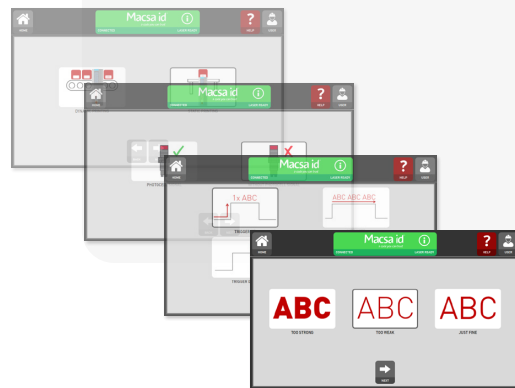 HOME
Macsa id
CONNECTED
LASER READY
HELP
USER
HOME
Macsa id
CONNECTED
LASER READY
HELP
USER
HOME
Macsa id
CONNECTED
LASER READY
HELP
USER
1x ABC
ABC ABC ABC
HOME
Macsa id
CONNECTED
LASER READY
HELP
USER
ABC
ABC
ABC
TOO STRONG
TOO WEAK
JUST FINE
NEXT